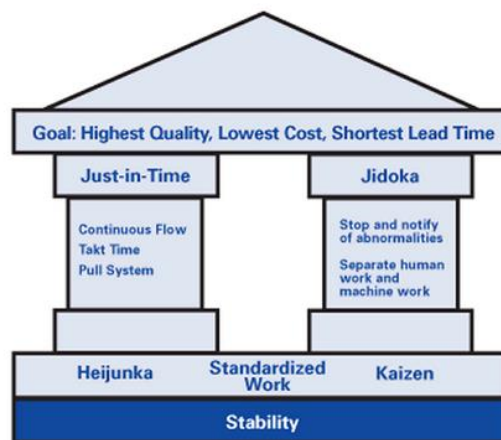 Goal: Highest Quality, Lowest Cost, Shortest Lead Time
Just-in-Time
Continuous Flow
Takt Time
Pull System
Jidoka
Stop and notify
of abnormalities
Separate human
work and
machine work
Heijunka
Standardized
Work
Kaizen
Stability